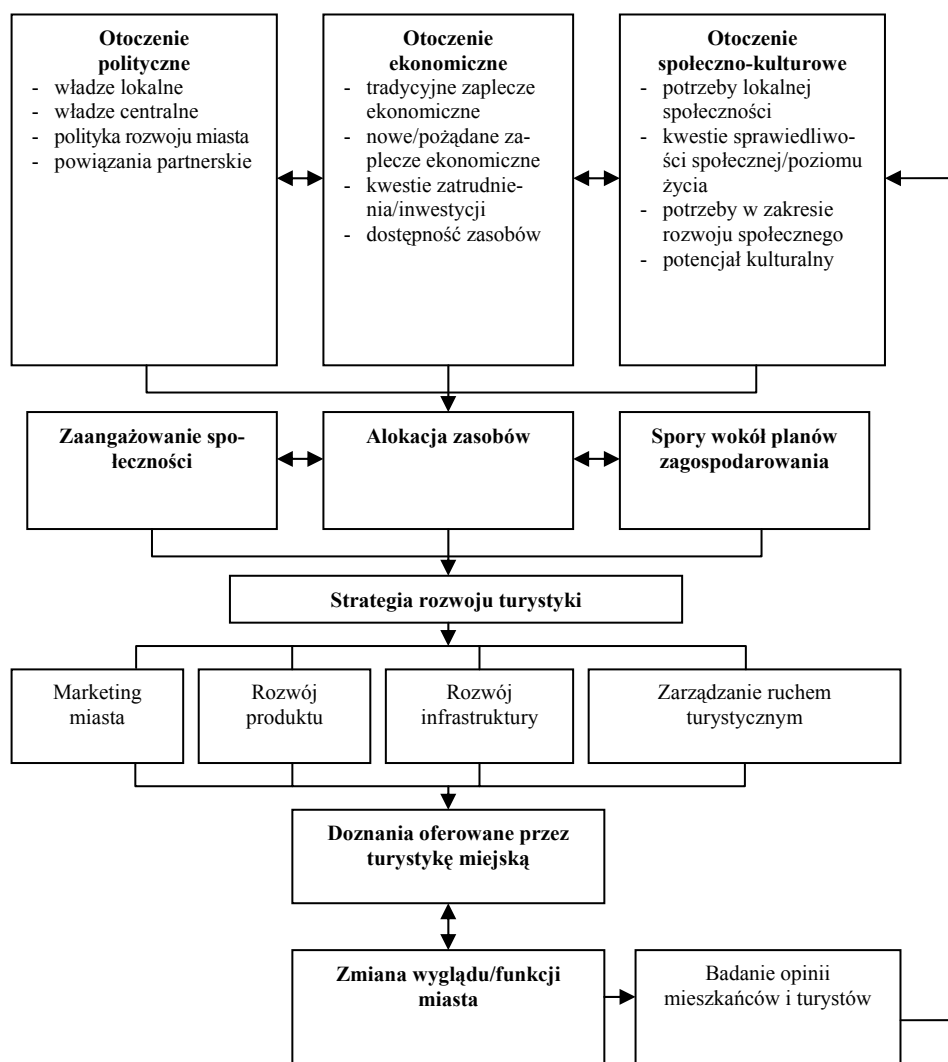 Otoczenie
polityczne
- władze lokalne
- władze centralne
- polityka rozwoju miasta
- powiązania partnerskie
Otoczenie
ekonomiczne
- tradycyjne zaplecze
ekonomiczne
- nowe/pożądane za-
plecze ekonomiczne
- kwestie zatrudnie-
nia/inwestycji
- dostępność zasobów
Otoczenie
społeczno-kulturowe
- potrzeby lokalnej
społeczności
- kwestie sprawiedliwo-
ści społecznej/poziomu
życia
- potrzeby w zakresie
rozwoju społecznego
- potencjał kulturalny
Zaangażowanie spo-
łeczności
Alokacja zasobów
Spory wokół planów
zagospodarowania
Strategia rozwoju turystyki
Marketing
miasta
Rozwój
produktu
Rozwój
infrastruktury
Zarządzanie ruchem
turystycznym
Doznania oferowane przez
turystykę miejską
Zmiana wyglądu/funkcji
miasta
Badanie opinii
mieszkańców i turystów